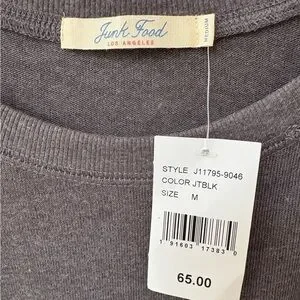 Junk Food
LOS ANGELES
MEDIUM
STYLE J11795-9046
COLOR JTBLK
SIZE M
1 91603 17383 0
65.00